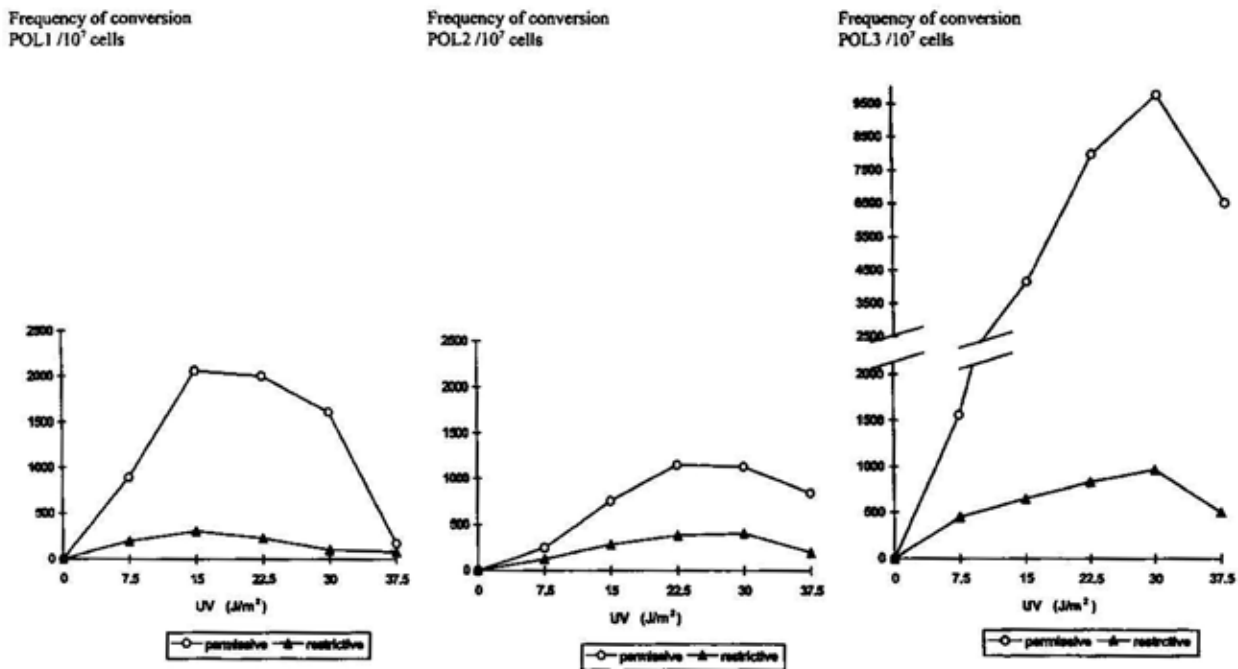 Frequency of conversion
POL1 /10⁷ cells
2500
2000
1500
1000
500
0
0 7.5 15 22.5 30 37.5
UV (J/m²)
permissive restrictive
Frequency of conversion
POL2 /10⁷ cells
2500
2000
1500
1000
500
0
0 7.5 15 22.5 30 37.5
UV (J/m²)
permissive restrictive
Frequency of conversion
POL3 /10⁷ cells
9500
8500
7500
6500
5500
4500
3500
2500
2000
1500
1000
500
0
0 7.5 15 22.5 30 37.5
UV (J/m²)
permissive restrictive